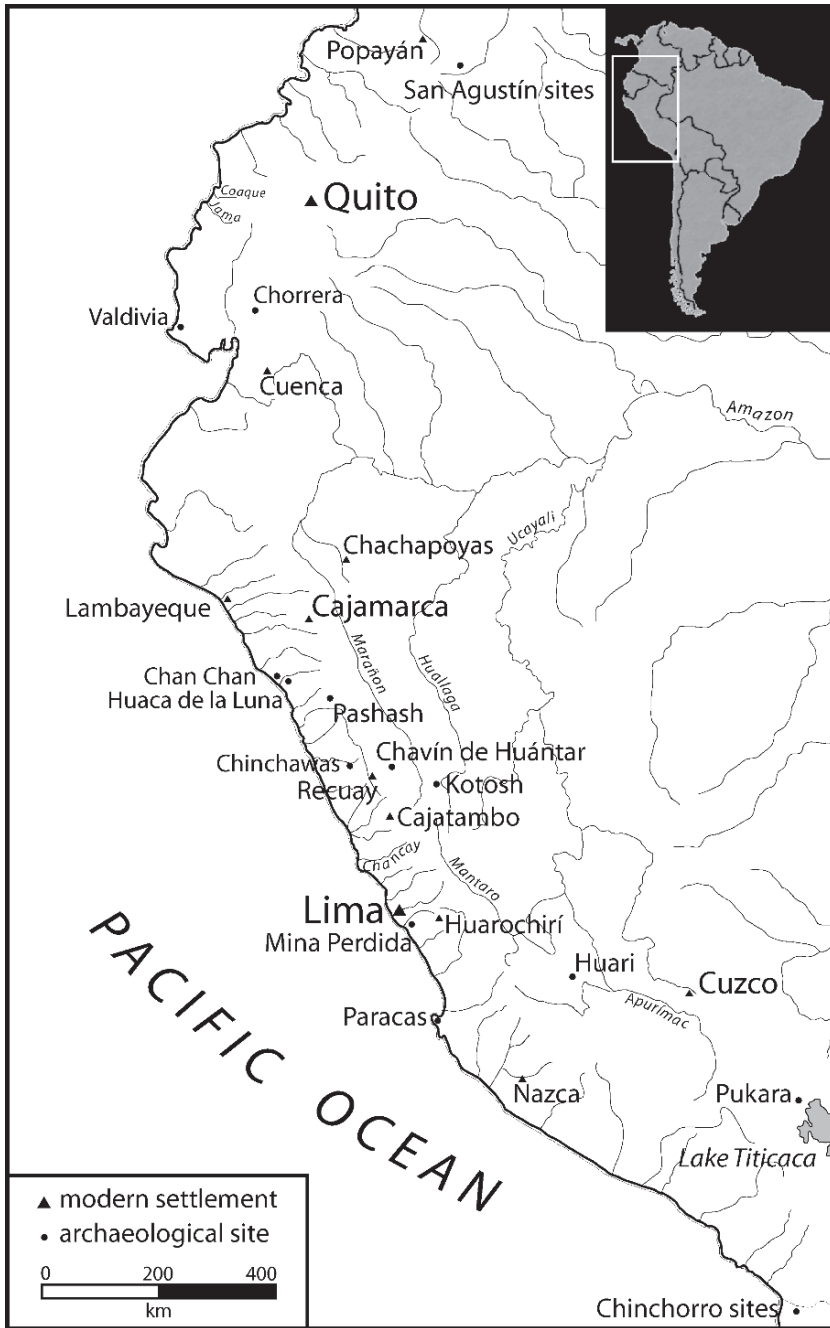 Popayán
San Agustín sites
Coaque
Jama
Quito
Chorrera
Valdivia
Cuenca
Amazon
Ucayali
Chachapoyas
Lambayeque
Cajamarca
Marañon
Huallaga
Chan Chan
Huaca de la Luna
Pashash
Chavín de Huántar
Chinchawas
Recuay
Kotosh
Cajatambo
Chancay
Mantaro
Lima
Huarochirí
Mina Perdida
Huari
Cuzco
Apurímac
Paracas
Nazca
Pukara
Lake Titicaca
PACIFIC OCEAN
modern settlement
archaeological site
0 200 400
km
Chinchorro sites